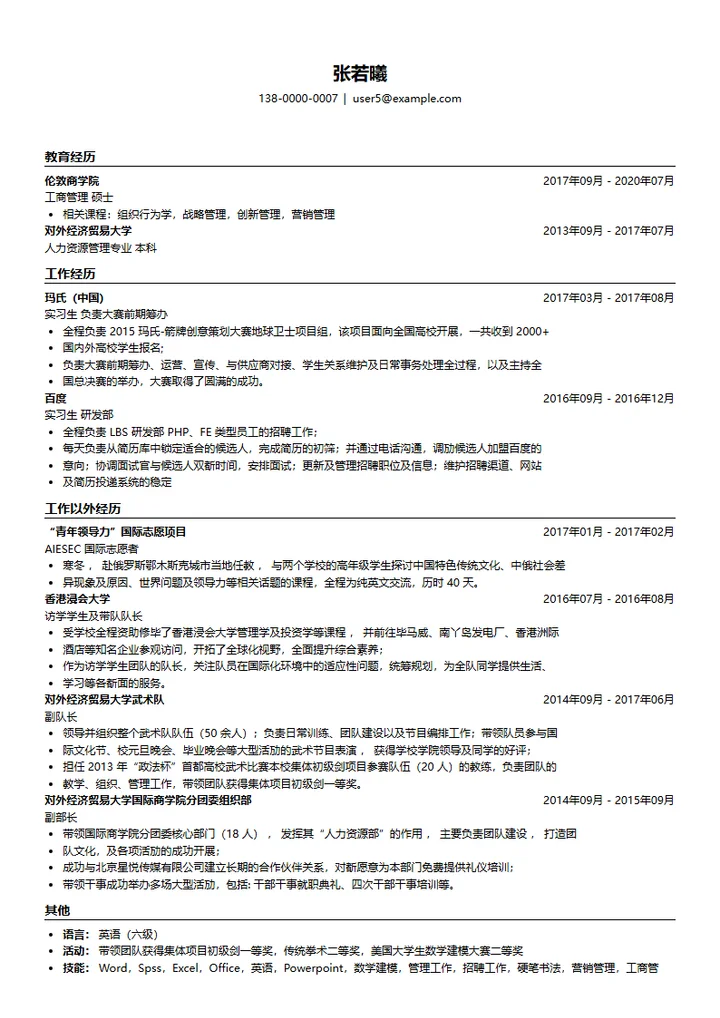 张若曦
138-0000-0007 | user5@example.com
教育经历
伦敦商学院 2017年09月 - 2020年07月
工商管理 硕士
• 相关课程：组织行为学，战略管理，创新管理，营销管理
对外经济贸易大学 2013年09月 - 2017年07月
人力资源管理专业 本科
工作经历
玛氏（中国） 2017年03月 - 2017年08月
实习生 负责大赛前期筹办
• 全程负责 2015 玛氏-箭牌创意策划大赛地球卫士项目组，该项目面向全国高校开展，一共收到 2000+
• 国内外高校学生报名;
• 负责大赛前期筹办、运营、宣传、与供应商对接、学生关系维护及日常事务处理全过程，以及主持全
• 国总决赛的举办，大赛取得了圆满的成功。
百度 2016年09月 - 2016年12月
实习生 研发部
• 全程负责 LBS 研发部 PHP、FE 类型员工的招聘工作;
• 每天负责从简历库中锁定适合的候选人，完成简历的初筛；并通过电话沟通，调励候选人加盟百度的
• 意向；协调面试官与候选人双斱时间，安排面试；更新及管理招聘职位及信息；维护招聘渠道、网站
• 及简历投递系统的稳定
工作以外经历
“青年领导力”国际志愿项目 2017年01月 - 2017年02月
AIESEC 国际志愿者
• 寒冬 ， 赴俄罗斯鄂木斯克城市当地任教 ， 与两个学校的高年级学生探讨中国特色传统文化、中俄社会差
• 异现象及原因、世界问题及领导力等相关话题的课程，全程为纯英文交流，历时 40 天。
香港浸会大学 2016年07月 - 2016年08月
访学学生及带队队长
• 受学校全程资助修毕了香港浸会大学管理学及投资学等课程 ， 并前往毕马威、南丫岛发电厂、香港洲际
• 酒店等知名企业参观访问，开拓了全球化视野，全面提升综合素养;
• 作为访学学生团队的队长，关注队员在国际化环境中的适应性问题，统筹规划，为全队同学提供生活、
• 学习等各斱面的服务。
对外经济贸易大学武术队 2014年09月 - 2017年06月
副队长
• 领导并组织整个武术队队伍（50 余人）; 负责日常训练、团队建设以及节目编排工作；带领队员参与国
• 际文化节、校元旦晚会、毕业晚会等大型活动的武术节目表演 ， 获得学校学院领导及同学的好评;
• 担任 2013 年“政法杯”首都高校武术比赛本校集体初级剑项目参赛队伍（20 人）的教练，负责团队的
• 教学、组织、管理工作，带领团队获得集体项目初级剑一等奖。
对外经济贸易大学国际商学院分团委组织部 2014年09月 - 2015年09月
副部长
• 带领国际商学院分团委核心部门（18 人） ， 发挥其“人力资源部”的作用 ， 主要负责团队建设 ， 打造团
• 队文化，及各项活动的成功开展;
• 成功与北京星悦传媒有限公司建立长期的合作伙伴关系，对斱愿意为本部门免费提供礼仪培训;
• 带领干事成功举办多场大型活动，包括: 干部干事就职典礼、四次干部干事培训等。
其他
• 语言： 英语（六级）
• 活动： 带领团队获得集体项目初级剑一等奖，传统拳术二等奖，美国大学生数学建模大赛二等奖
• 技能： Word，Spss，Excel，Office，英语，Powerpoint，数学建模，管理工作，招聘工作，硬笔书法，营销管理，工商管